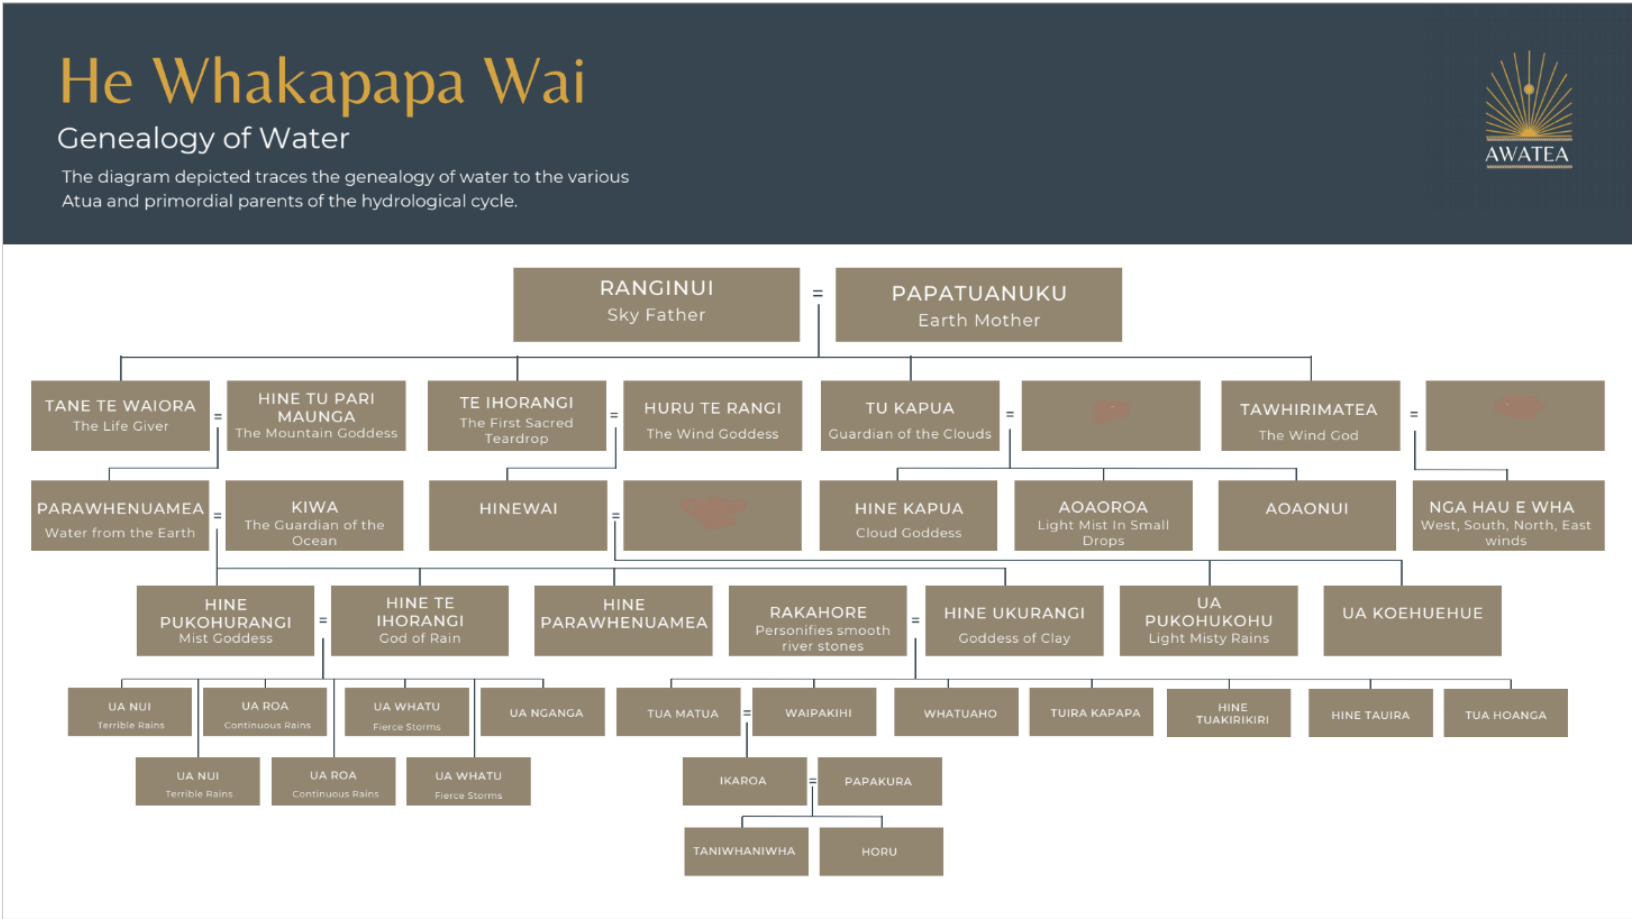 He Whakapapa Wai
Genealogy of Water
The diagram depicted traces the genealogy of water to the various
Atua and primordial parents of the hydrological cycle.
AWATEA
RANGINUI
Sky Father
=
PAPATUANUKU
Earth Mother
TANE TE WAIORA
The Life Giver
=
HINE TU PARI
MAUNGA
The Mountain Goddess
TE IHORANGI
The First Sacred
Teardrop
=
HURU TE RANGI
The Wind Goddess
TU KAPUA
Guardian of the Clouds
=
TAWHIRIMATEA
The Wind God
=
PARAWHENUAMEA
Water from the Earth
=
KIWA
The Guardian of the
Ocean
HINEWAI
=
HINE KAPUA
Cloud Goddess
AOAOROA
Light Mist In Small
Drops
AOAONUI
NGA HAU E WHA
West, South, North, East
winds
HINE
PUKOHURANGI
Mist Goddess
=
HINE TE
IHORANGI
God of Rain
HINE
PARAWHENUAMEA
RAKAHORE
Personifies smooth
river stones
=
HINE UKURANGI
Goddess of Clay
UA
PUKOHUKOHU
Light Misty Rains
UA KOEHUEHUE
UA NUI
Terrible Rains
UA ROA
Continuous Rains
UA WHATU
Fierce Storms
UA NGANGA
TUA MATUA
=
WAIPAKIHI
WHATUAHO
TUIRA KAPAPA
HINE
TUAKIRIKIRI
HINE TAUIRA
TUA HOANGA
UA NUI
Terrible Rains
UA ROA
Continuous Rains
UA WHATU
Fierce Storms
IKAROA
=
PAPAKURA
TANIWHANIWHA
HORU